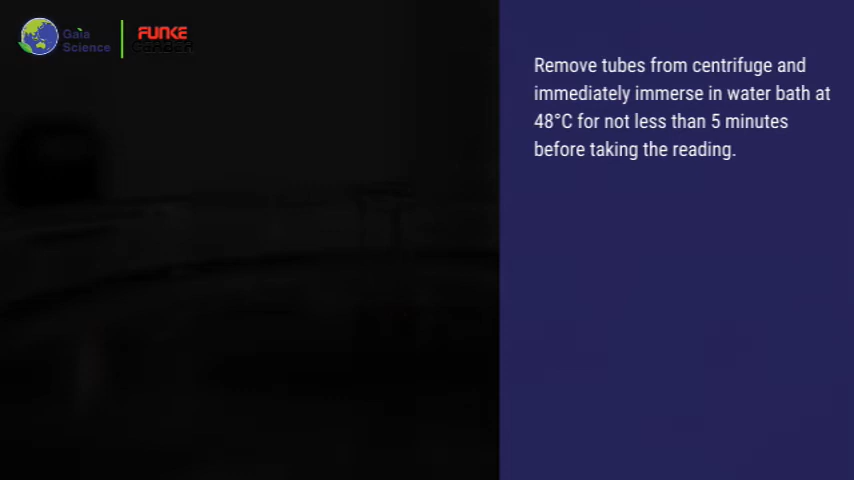 Gaia
Science
FUNKE
GERBER
Remove tubes from centrifuge and
immediately immerse in water bath at
48°C for not less than 5 minutes
before taking the reading.